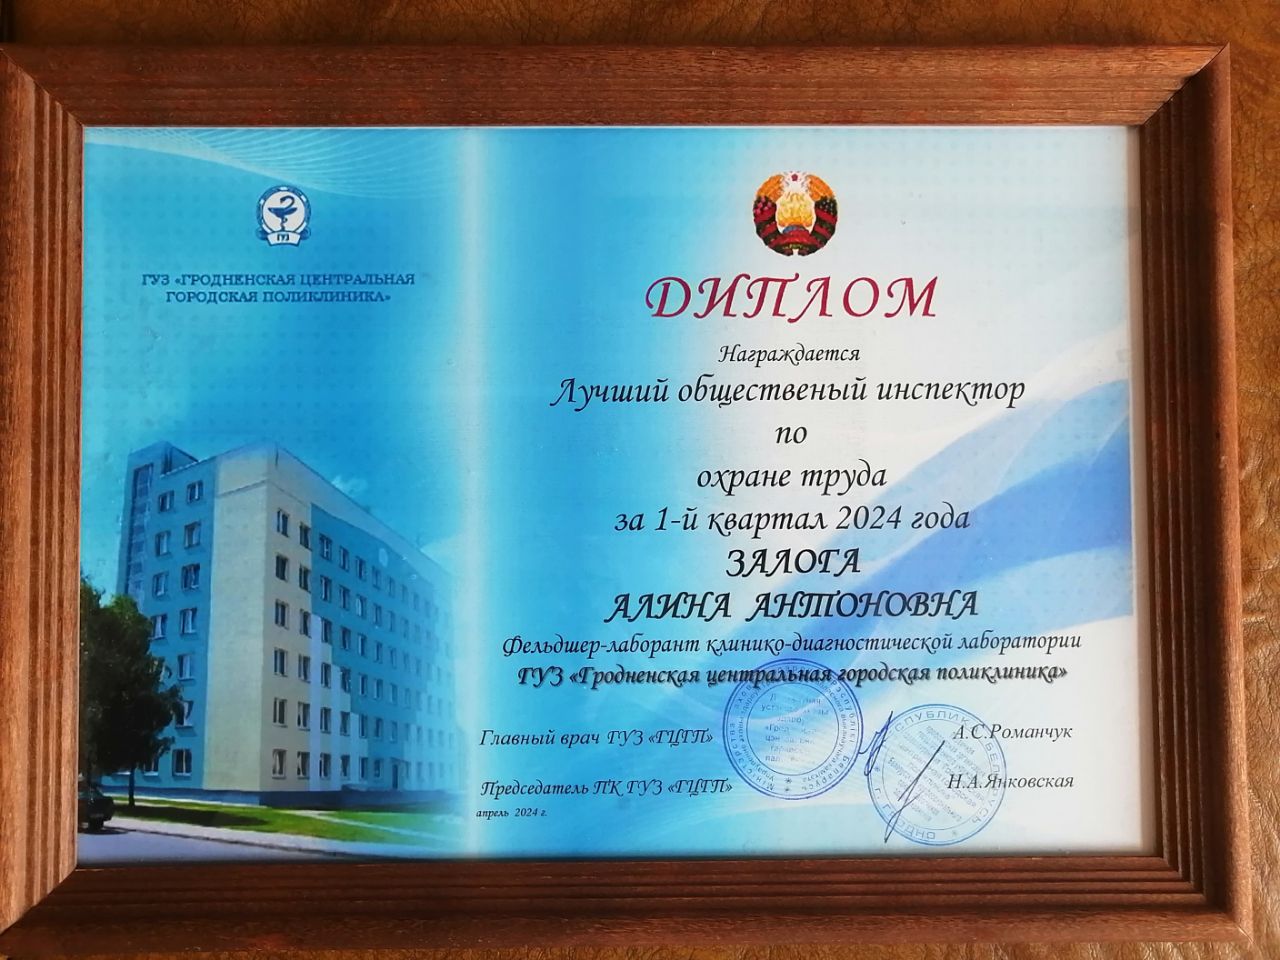 ГУЗ
ГУЗ «ГРОДНЕНСКАЯ ЦЕНТРАЛЬНАЯ
ГОРОДСКАЯ ПОЛИКЛИНИКА»
ДИПЛОМ
Награждается
Лучший общественый инспектор
по
охране труда
за 1-й квартал 2024 года
ЗАЛОГА
АЛИНА АНТОНОВНА
Фельдшер-лаборант клинико-диагностической лаборатории
ГУЗ «Гродненская центральная городская поликлиника»
Главный врач ГУЗ «ГЦГП» А.С.Романчук
Председатель ПК ГУЗ «ГЦГП» Н.А.Янковская
апрель 2024 г.